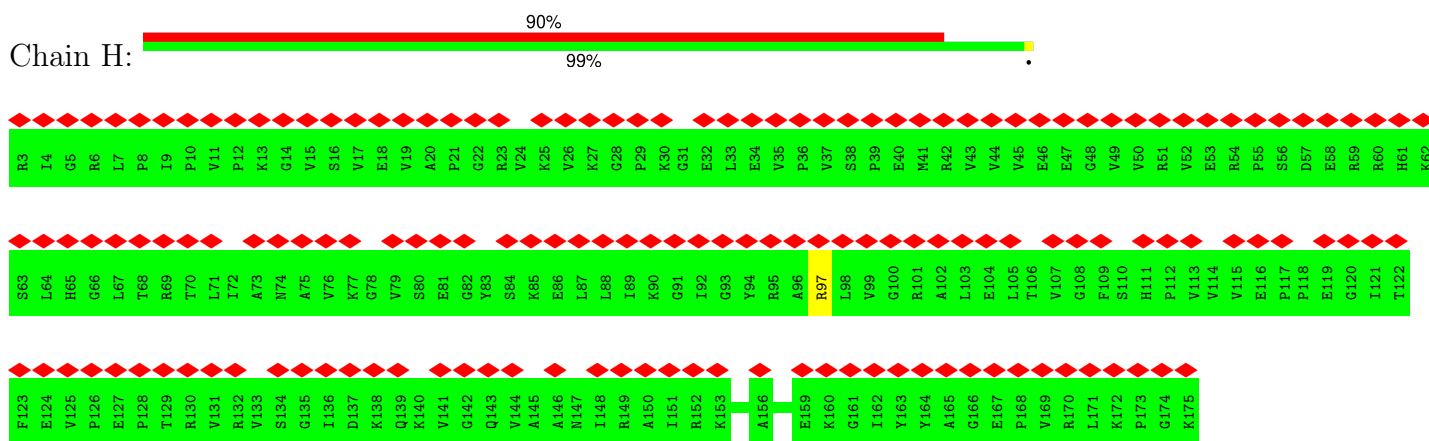 90%
Chain H:
99% •
R3 I4 G5 R6 L7 P8 I9 P10 V11 P12 K13 G14 V15 S16 V17 E18 V19 A20 P21 G22 R23 V24 K25 V26 K27 G28 P29 K30 G31 E32 L33 E34 V35 P36 V37 S38 P39 E40 M41 R42 V43 V44 V45 E46 E47 G48 V49 V50 R51 V52 E53 R54 P55 S56 D57 E58 R59 R60 H61 K62
S63 L64 H65 G66 L67 T68 R69 T70 L71 I72 A73 N74 A75 V76 K77 G78 V79 S80 E81 G82 Y83 S84 K85 E86 L87 L88 I89 K90 G91 I92 G93 Y94 R95 A96 R97 L98 V99 G100 R101 A102 L103 E104 L105 T106 V107 G108 F109 S110 H111 P112 V113 V114 V115 E116 P117 P118 E119 G120 I121 T122
F123 E124 V125 P126 E127 P128 T129 R130 V131 R132 V133 S134 G135 I136 D137 K138 Q139 K140 V141 G142 Q143 V144 A145 A146 N147 I148 R149 A150 I151 R152 K153 A156 E159 K160 G161 I162 Y163 Y164 A165 G166 E167 P168 V169 R170 L171 K172 P173 G174 K175